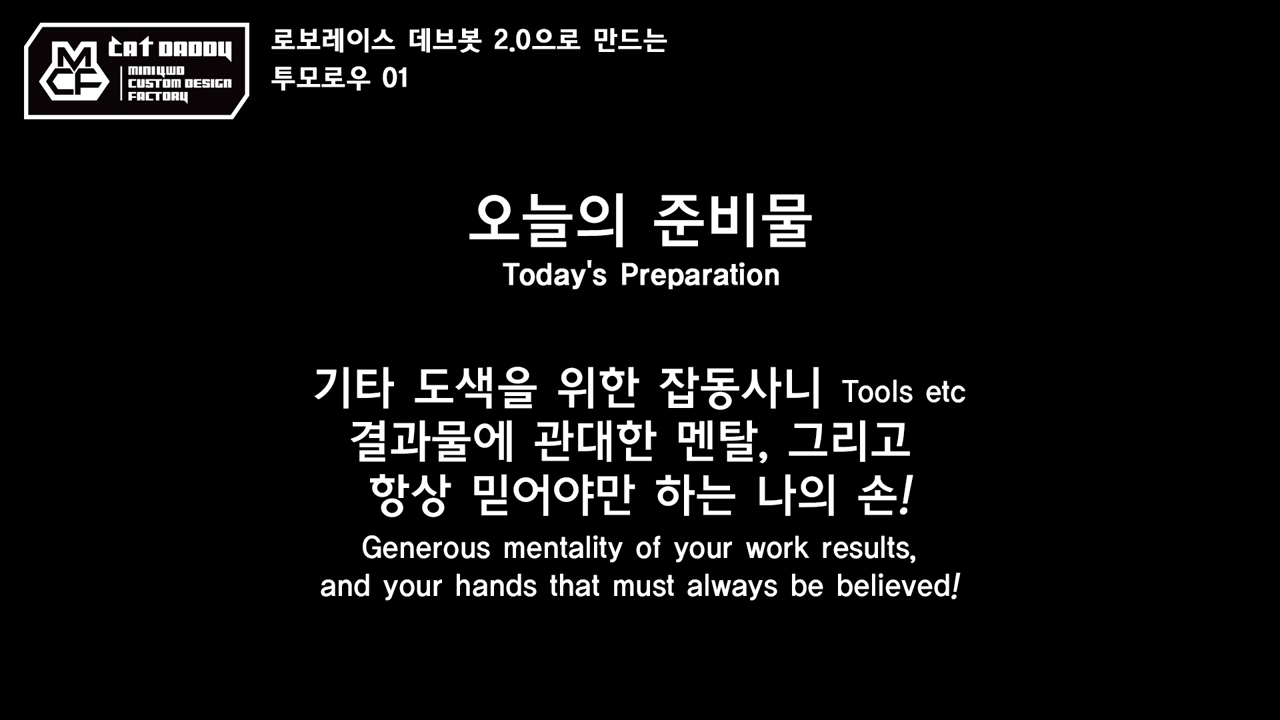 MCF
CAT DADDY
MINI4WD
CUSTOM DESIGN
FACTORY
로보레이스 데브봇 2.0으로 만드는
투모로우 01
오늘의 준비물
Today's Preparation
기타 도색을 위한 잡동사니 Tools etc
결과물에 관대한 멘탈, 그리고
항상 믿어야만 하는 나의 손!
Generous mentality of your work results,
and your hands that must always be believed!